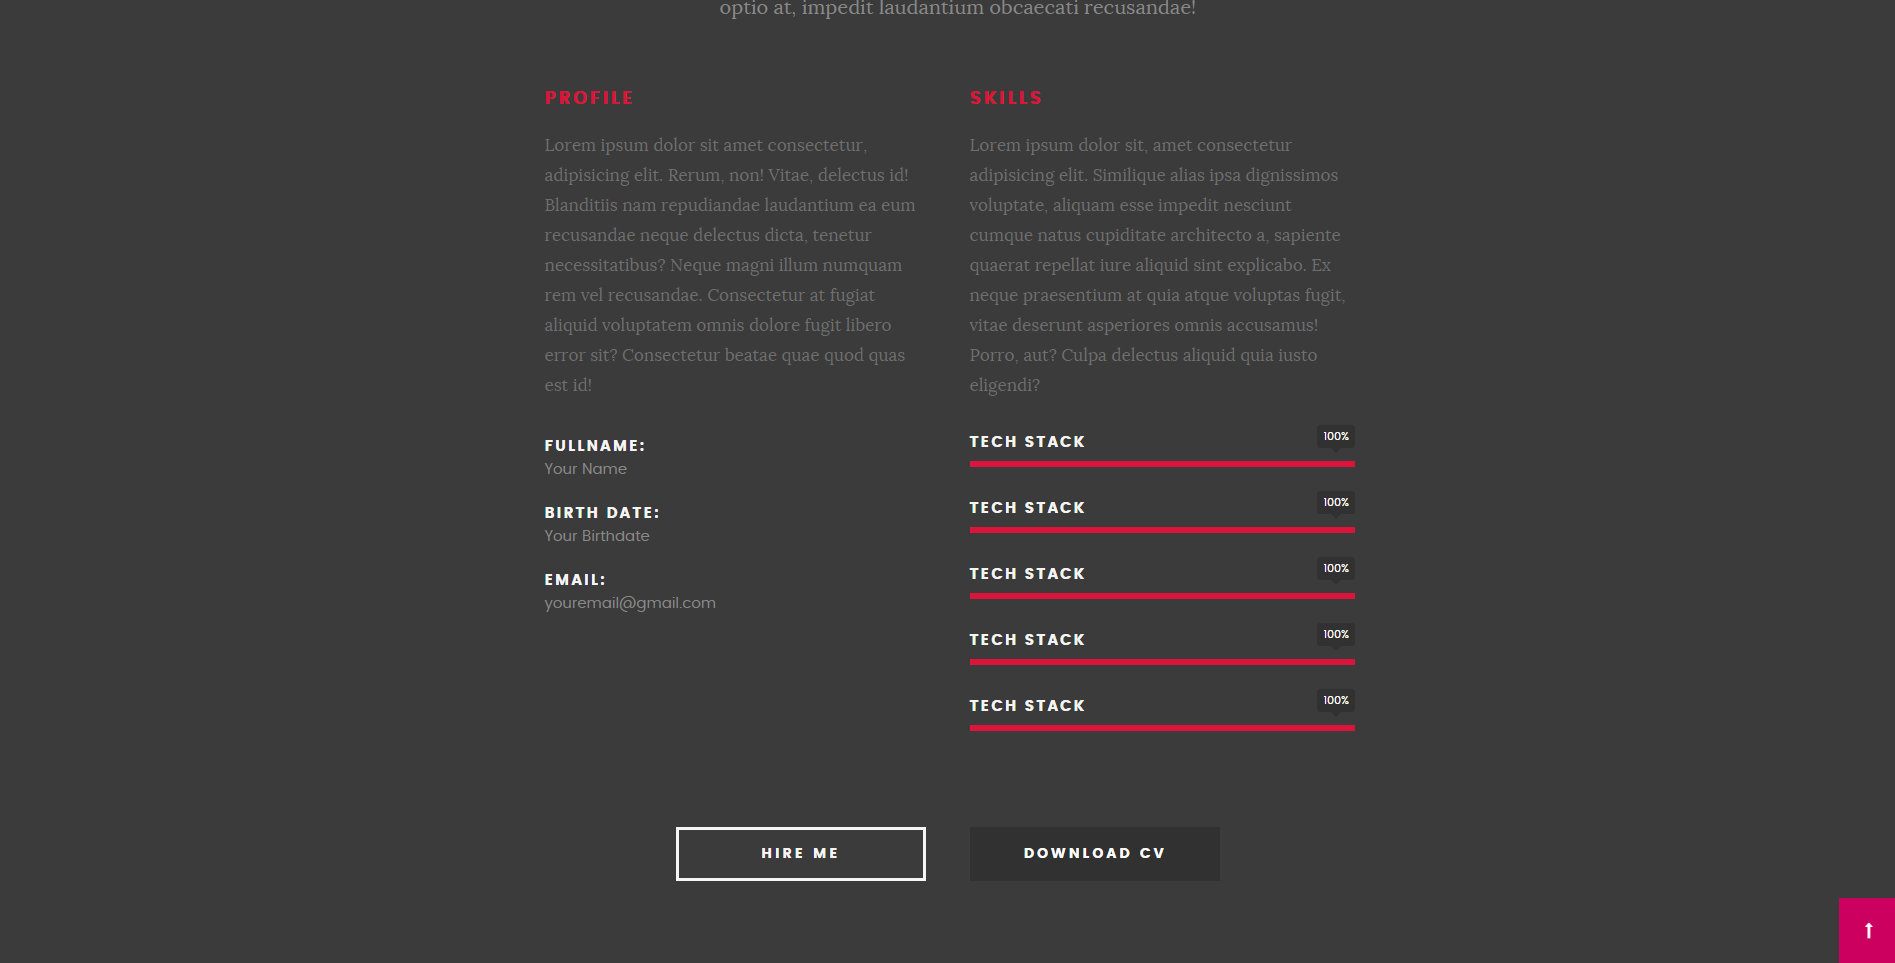 optio at, impedit laudantium obcaecati recusandae!
PROFILE
Lorem ipsum dolor sit amet consectetur,
adipisicing elit. Rerum, non! Vitae, delectus id!
Blanditiis nam repudiandae laudantium ea eum
recusandae neque delectus dicta, tenetur
necessitatibus? Neque magni illum numquam
rem vel recusandae. Consectetur at fugiat
aliquid voluptatem omnis dolore fugit libero
error sit? Consectetur beatae quae quod quas
est id!
FULLNAME:
Your Name
BIRTH DATE:
Your Birthdate
EMAIL:
youremail@gmail.com
SKILLS
Lorem ipsum dolor sit, amet consectetur
adipisicing elit. Similique alias ipsa dignissimos
voluptate, aliquam esse impedit nesciunt
cumque natus cupiditate architecto a, sapiente
quaerat repellat iure aliquid sint explicabo. Ex
neque praesentium at quia atque voluptas fugit,
vitae deserunt asperiores omnis accusamus!
Porro, aut? Culpa delectus aliquid quia iusto
eligendi?
TECH STACK 100%
TECH STACK 100%
TECH STACK 100%
TECH STACK 100%
TECH STACK 100%
HIRE ME
DOWNLOAD CV